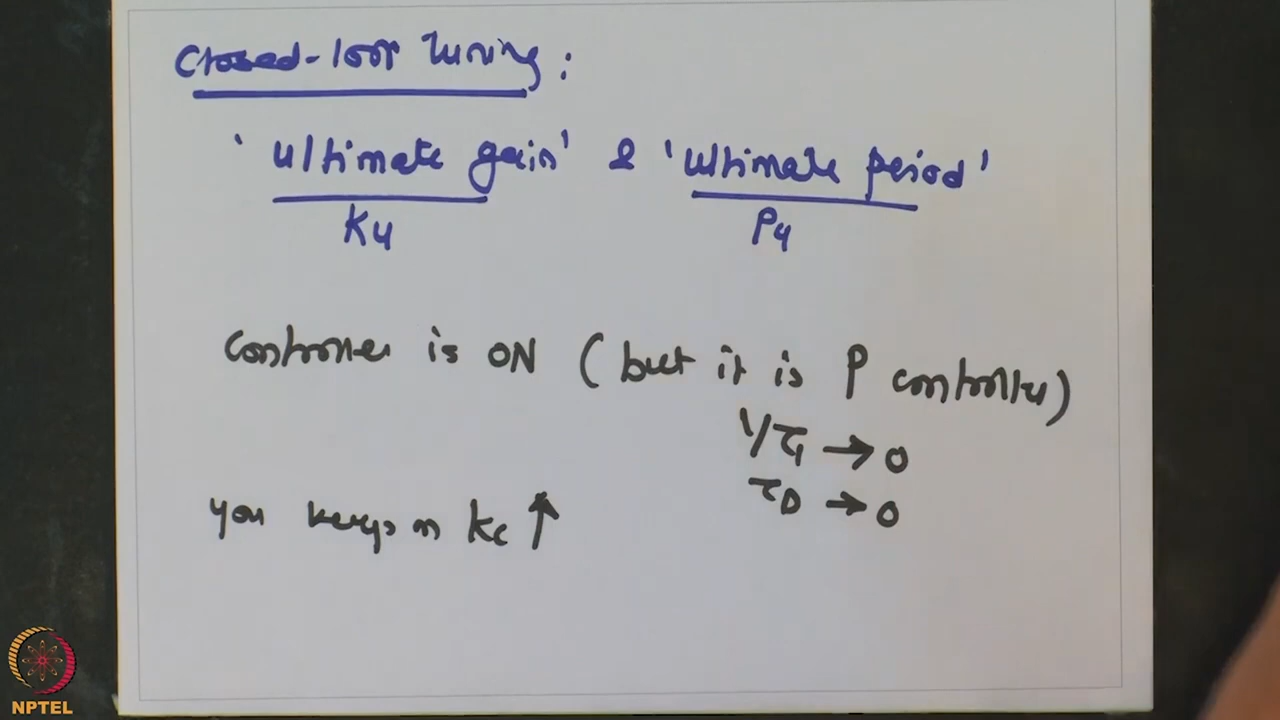 Closed-loop tuning :
'ultimate gain' & 'ultimate period'
Ku Pu
Controller is ON (but it is P controller)
1/τI → 0
τD → 0
you keeps on kc ↑
NPTEL